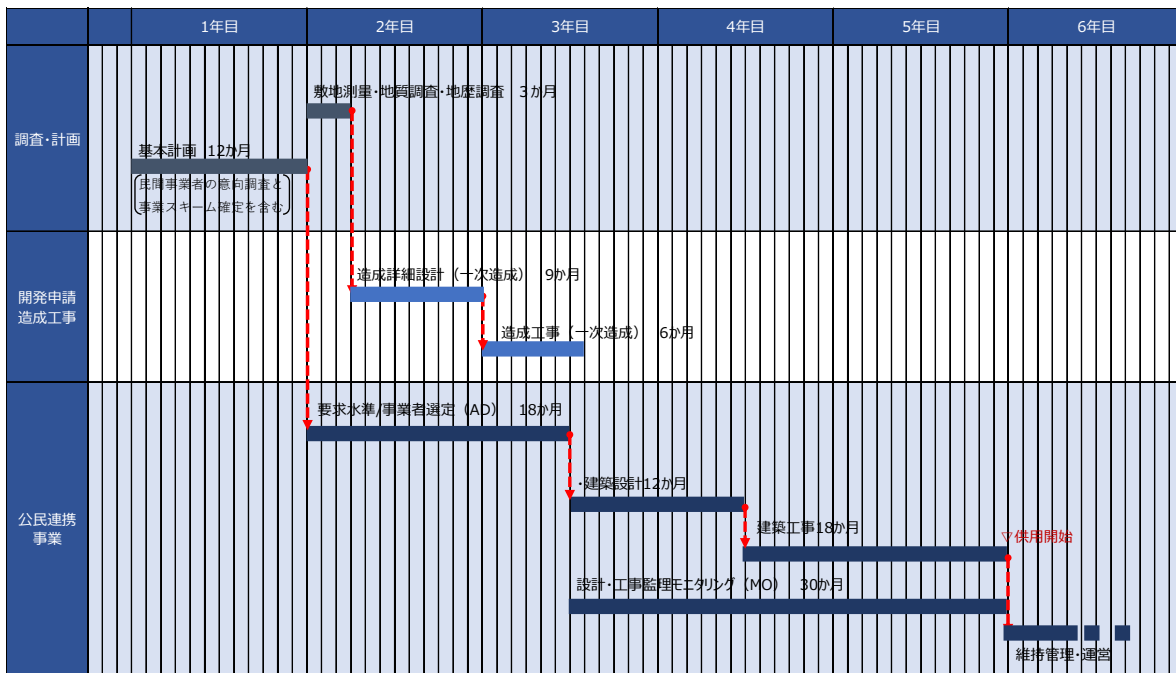 1年目 2年目 3年目 4年目 5年目 6年目
調査・計画
敷地測量・地質調査・地歴調査　3か月
基本計画 12か月
民間事業者の意向調査と
事業スキーム確定を含む
開発申請
造成工事
造成詳細設計（一次造成）　9か月
造成工事（一次造成）　6か月
公民連携
事業
要求水準/事業者選定（AD）　18か月
・建築設計12か月
建築工事18か月
▽供用開始
設計・工事監理モニタリング（MO）　30か月
維持管理・運営